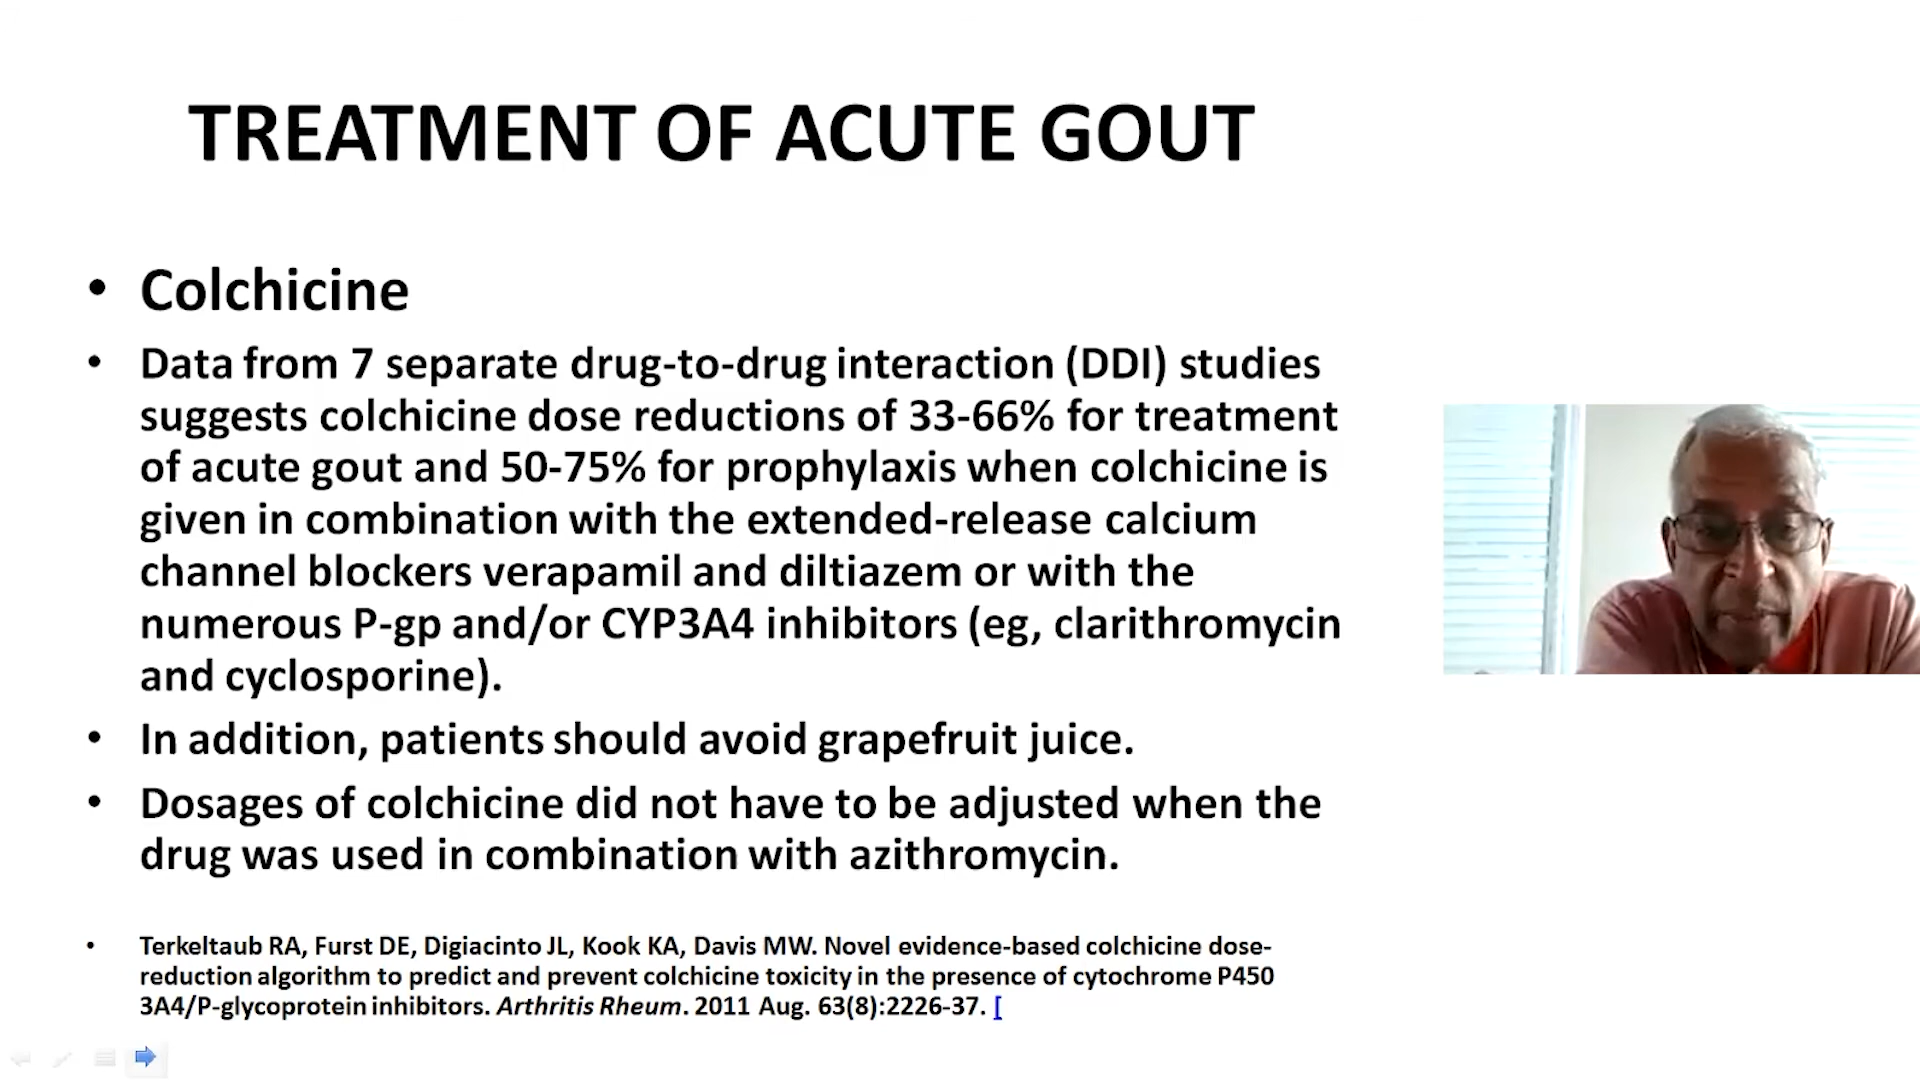 TREATMENT OF ACUTE GOUT
• Colchicine
• Data from 7 separate drug-to-drug interaction (DDI) studies
suggests colchicine dose reductions of 33-66% for treatment
of acute gout and 50-75% for prophylaxis when colchicine is
given in combination with the extended-release calcium
channel blockers verapamil and diltiazem or with the
numerous P-gp and/or CYP3A4 inhibitors (eg, clarithromycin
and cyclosporine).
• In addition, patients should avoid grapefruit juice.
• Dosages of colchicine did not have to be adjusted when the
drug was used in combination with azithromycin.
• Terkeltaub RA, Furst DE, Digiacinto JL, Kook KA, Davis MW. Novel evidence-based colchicine dose-
reduction algorithm to predict and prevent colchicine toxicity in the presence of cytochrome P450
3A4/P-glycoprotein inhibitors. Arthritis Rheum. 2011 Aug. 63(8):2226-37. [